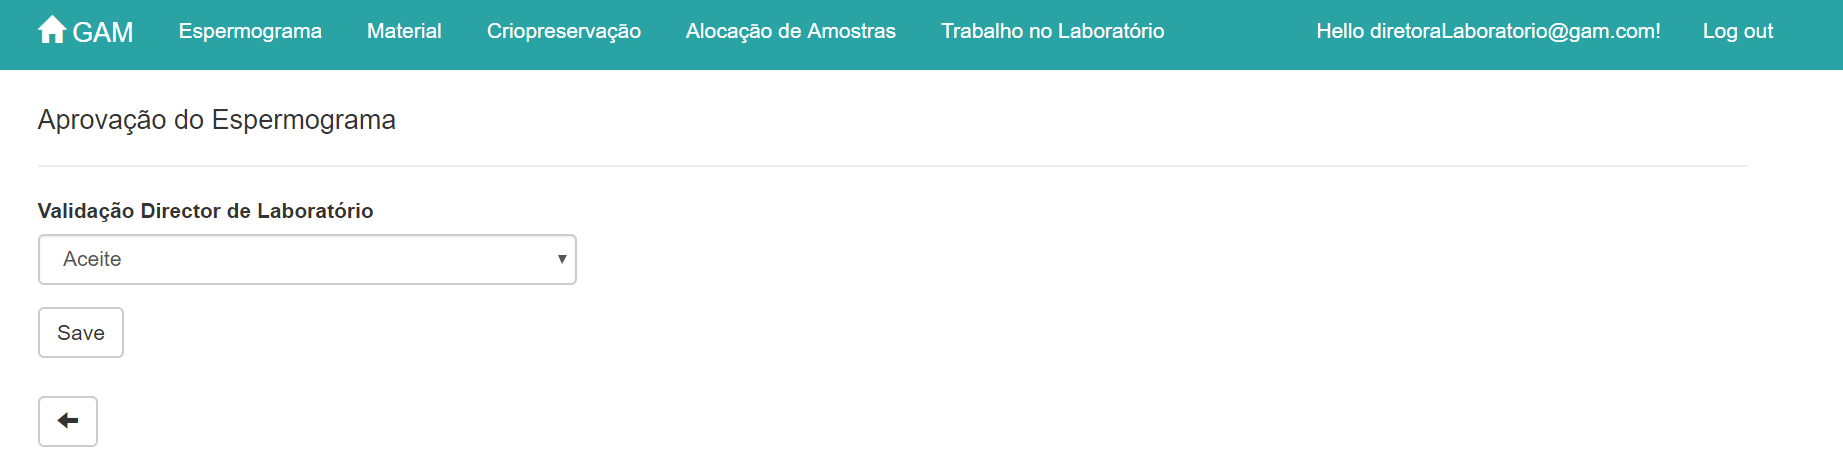 GAM Espermograma Material Criopreservação Alocação de Amostras Trabalho no Laboratório Hello diretoraLaboratorio@gam.com! Log out
Aprovação do Espermograma
Validação Director de Laboratório
Aceite
Save